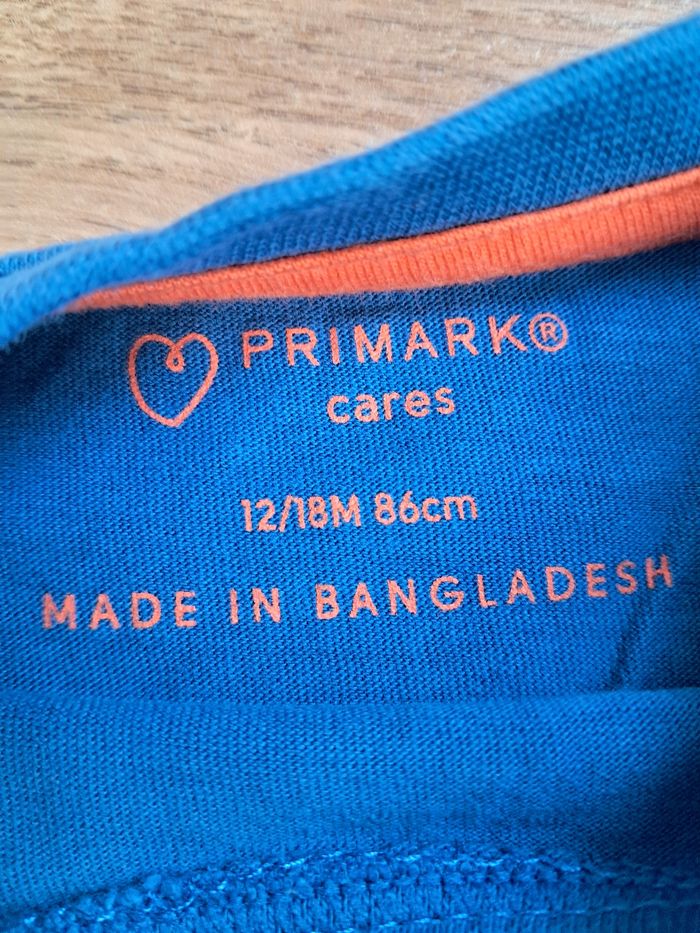 PRIMARK®
cares
12/18M 86cm
MADE IN BANGLADESH